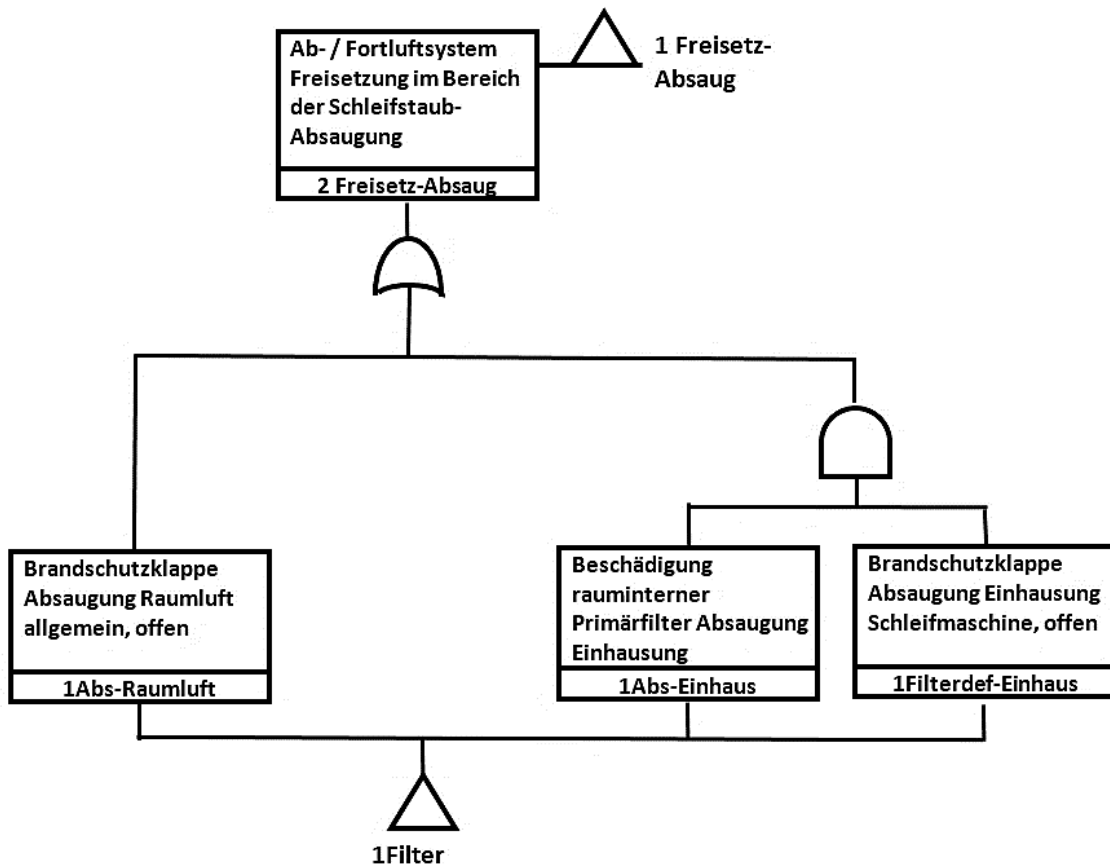 Ab- / Fortluftsystem
Freisetzung im Bereich
der Schleifstaub-
Absaugung
2 Freisetz-Absaug
1 Freisetz-
Absaug
Brandschutzklappe
Absaugung Raumluft
allgemein, offen
1Abs-Raumluft
Beschädigung
rauminterner
Primärfilter Absaugung
Einhausung
1Abs-Einhaus
Brandschutzklappe
Absaugung Einhausung
Schleifmaschine, offen
1Filterdef-Einhaus
1Filter